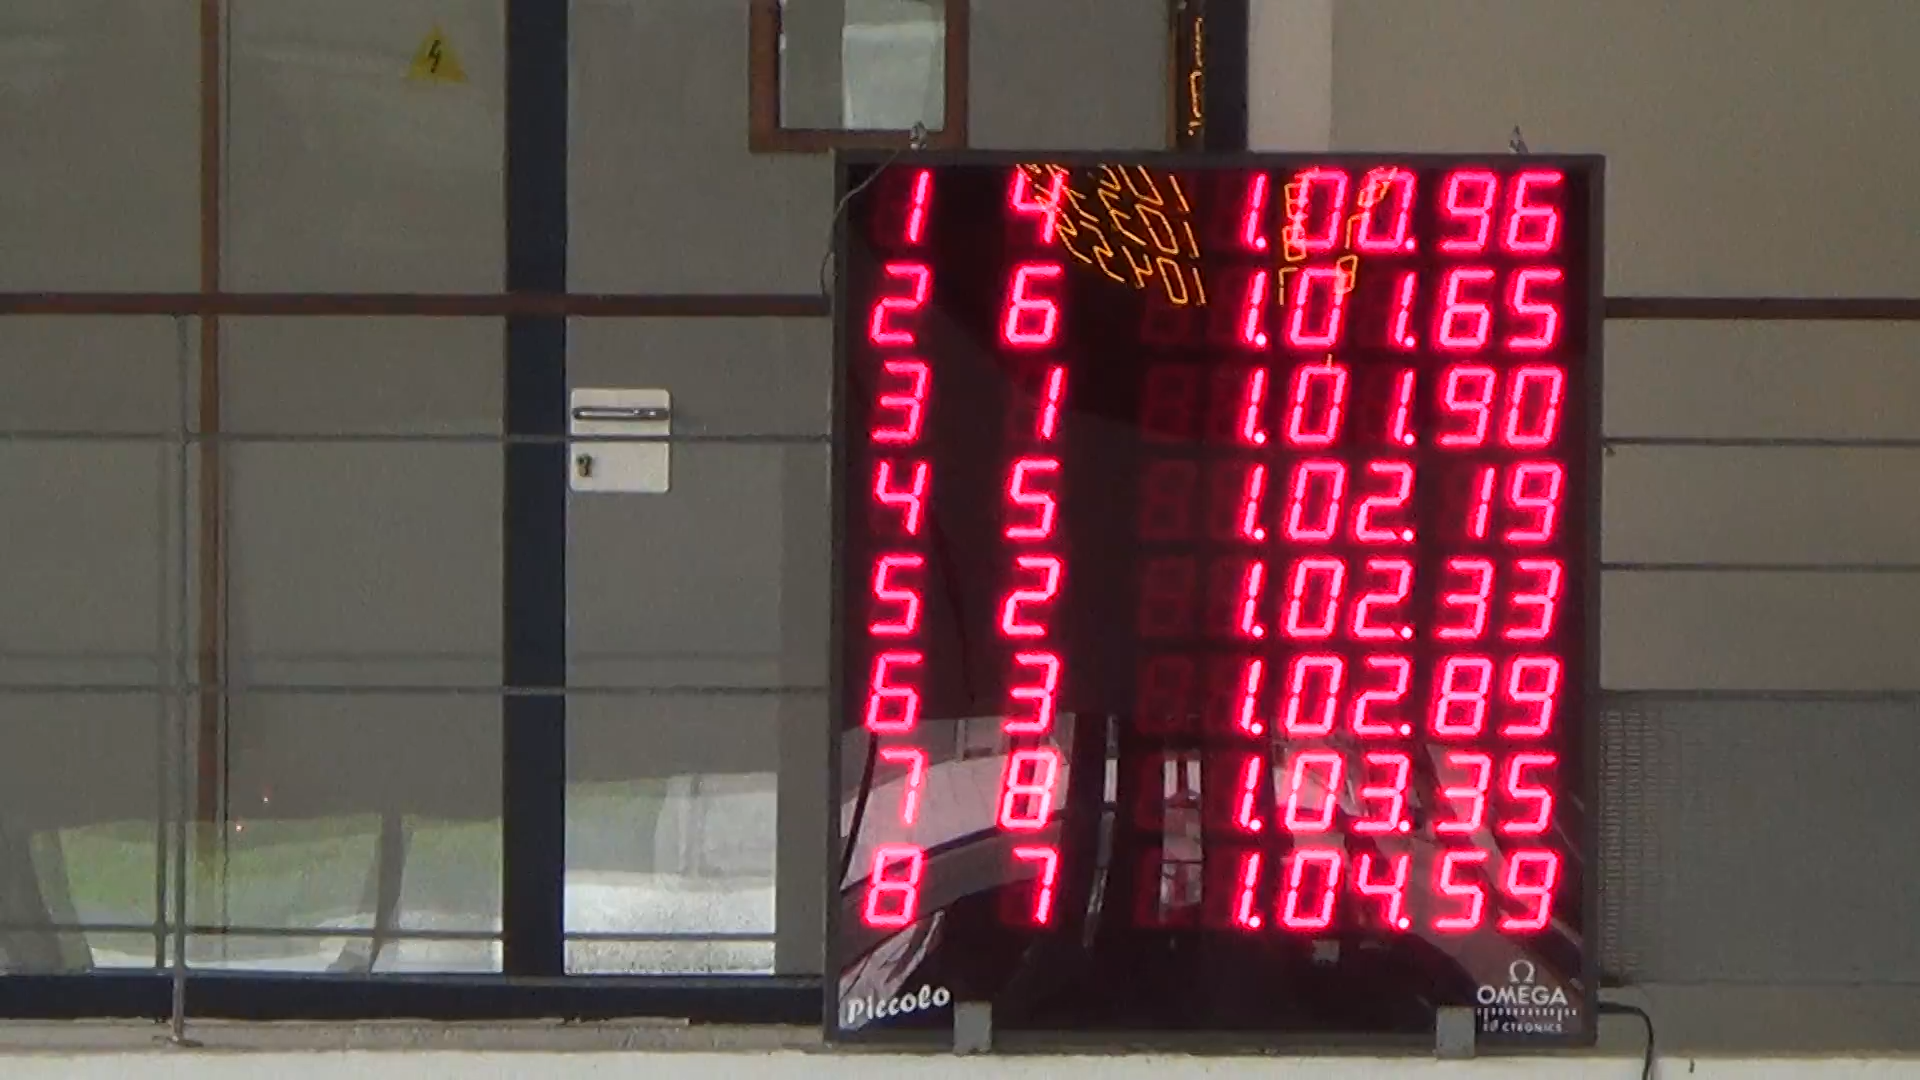 1 4 1.00.96
2 6 1.01.65
3 1 1.01.90
4 5 1.02.19
5 2 1.02.33
6 3 1.02.89
7 8 1.03.35
8 7 1.04.59
Piccolo
Ω
OMEGA